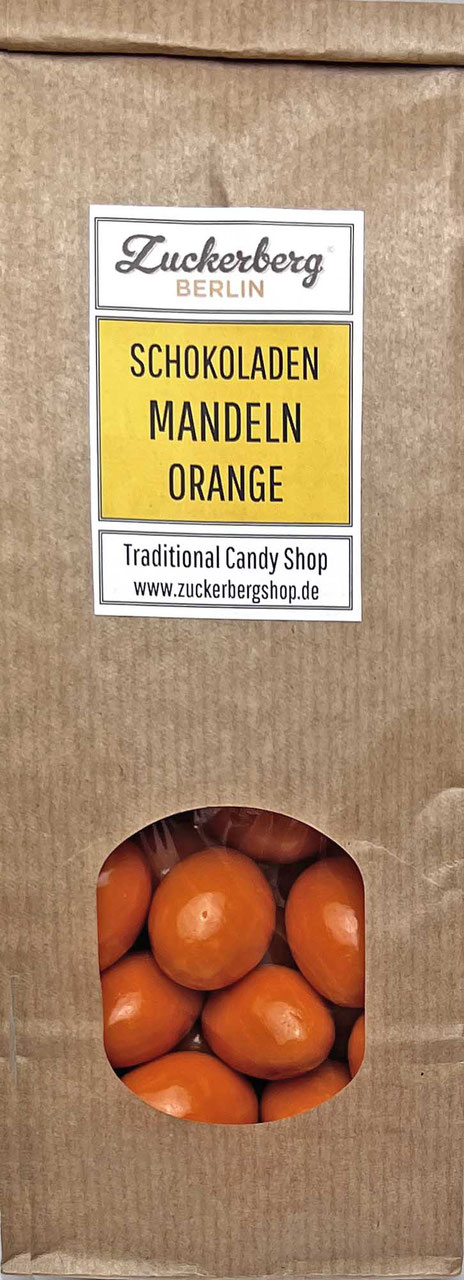 Zuckerberg
BERLIN
SCHOKOLADEN
MANDELN
ORANGE
Traditional Candy Shop
www.zuckerbergshop.de